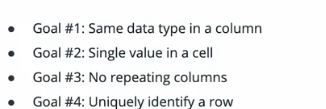 • Goal #1: Same data type in a column
• Goal #2: Single value in a cell
• Goal #3: No repeating columns
• Goal #4: Uniquely identify a row